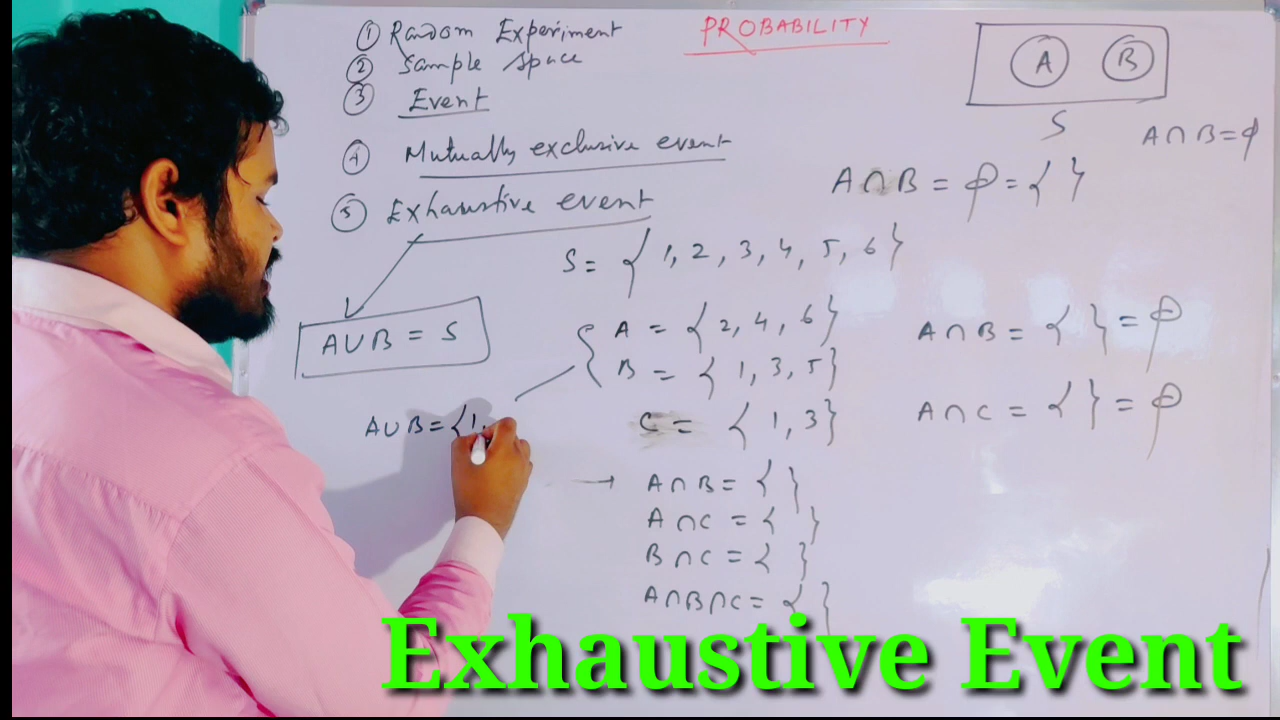 PROBABILITY
① Random Experiment
② Sample space
③ Event
④ Mutually exclusive event
⑤ Exhaustive event
A B
S
A∩B=ϕ
A∩B = ϕ = { }
S = { 1, 2, 3, 4, 5, 6 }
A∪B = S
A = { 2, 4, 6 }
B = { 1, 3, 5 }
C = { 1, 3 }
A∩B = { } = ϕ
A∩C = { } = ϕ
A∪B = { 1,
→ A∩B = { }
A∩C = { }
B∩C = { }
A∩B∩C = { }
Exhaustive Event